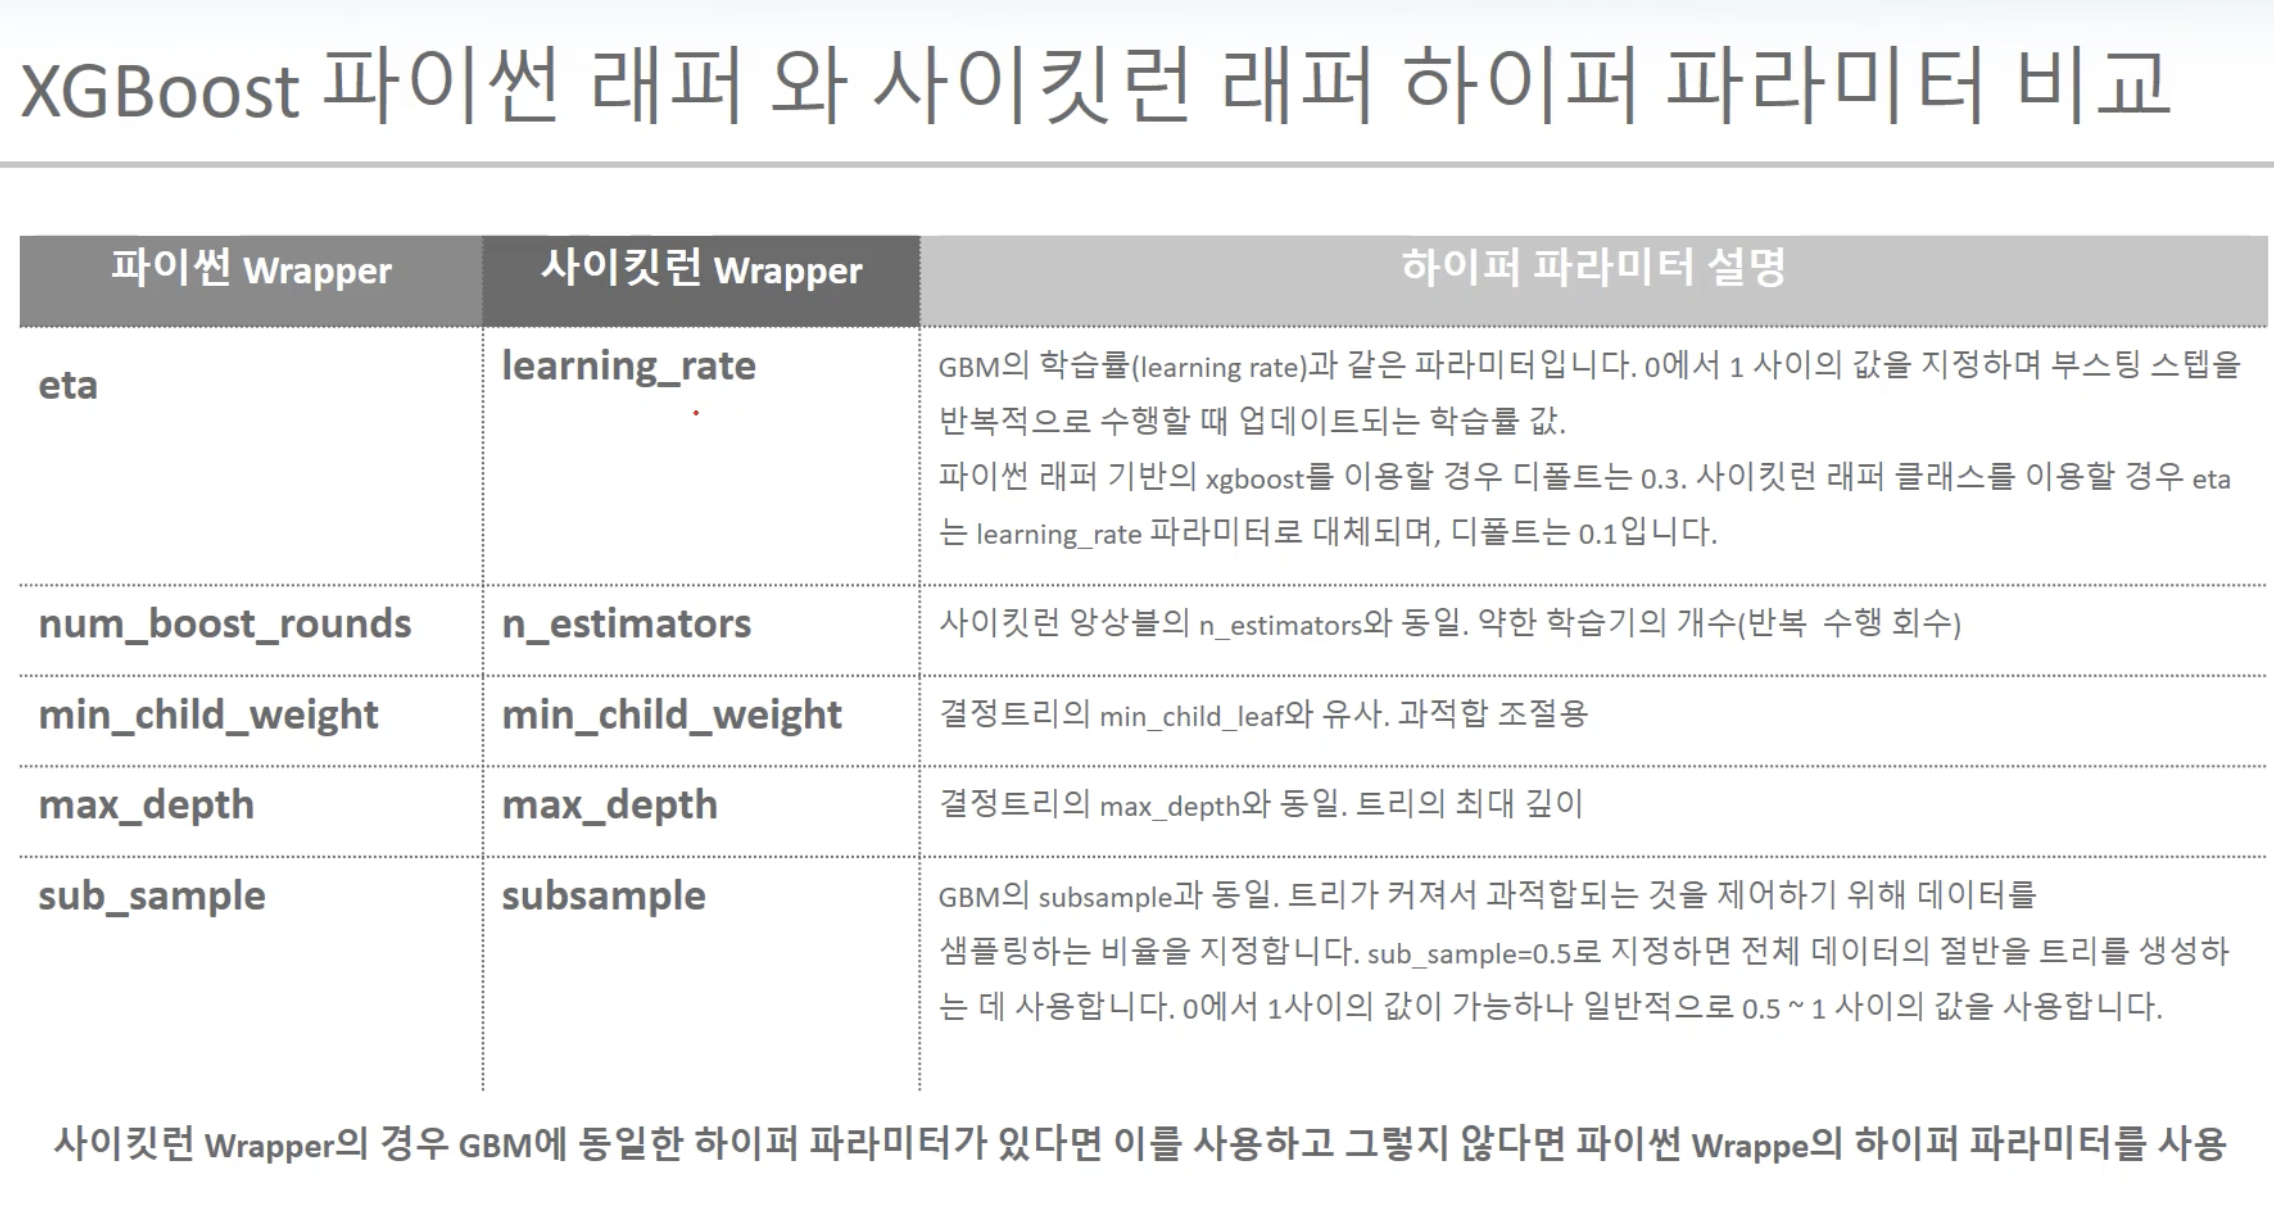 XGBoost 파이썬 래퍼 와 사이킷런 래퍼 하이퍼 파라미터 비교
파이썬 Wrapper
사이킷런 Wrapper
하이퍼 파라미터 설명
eta
learning_rate
GBM의 학습률(learning rate)과 같은 파라미터입니다. 0에서 1 사이의 값을 지정하며 부스팅 스텝을
반복적으로 수행할 때 업데이트되는 학습률 값.
파이썬 래퍼 기반의 xgboost를 이용할 경우 디폴트는 0.3. 사이킷런 래퍼 클래스를 이용할 경우 eta
는 learning_rate 파라미터로 대체되며, 디폴트는 0.1입니다.
num_boost_rounds
n_estimators
사이킷런 앙상블의 n_estimators와 동일. 약한 학습기의 개수(반복 수행 회수)
min_child_weight
min_child_weight
결정트리의 min_child_leaf와 유사. 과적합 조절용
max_depth
max_depth
결정트리의 max_depth와 동일. 트리의 최대 깊이
sub_sample
subsample
GBM의 subsample과 동일. 트리가 커져서 과적합되는 것을 제어하기 위해 데이터를
샘플링하는 비율을 지정합니다. sub_sample=0.5로 지정하면 전체 데이터의 절반을 트리를 생성하
는 데 사용합니다. 0에서 1사이의 값이 가능하나 일반적으로 0.5 ~ 1 사이의 값을 사용합니다.
사이킷런 Wrapper의 경우 GBM에 동일한 하이퍼 파라미터가 있다면 이를 사용하고 그렇지 않다면 파이썬 Wrappe의 하이퍼 파라미터를 사용